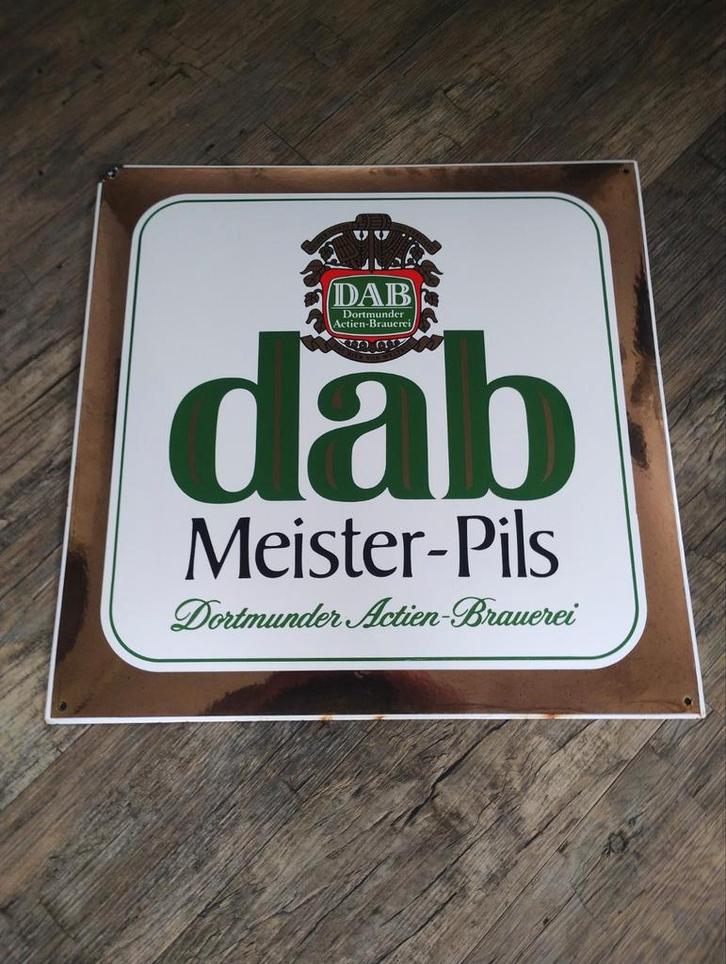 DAB
Dortmunder
Actien-Brauerei
dab
Meister-Pils
Dortmunder Actien-Brauerei